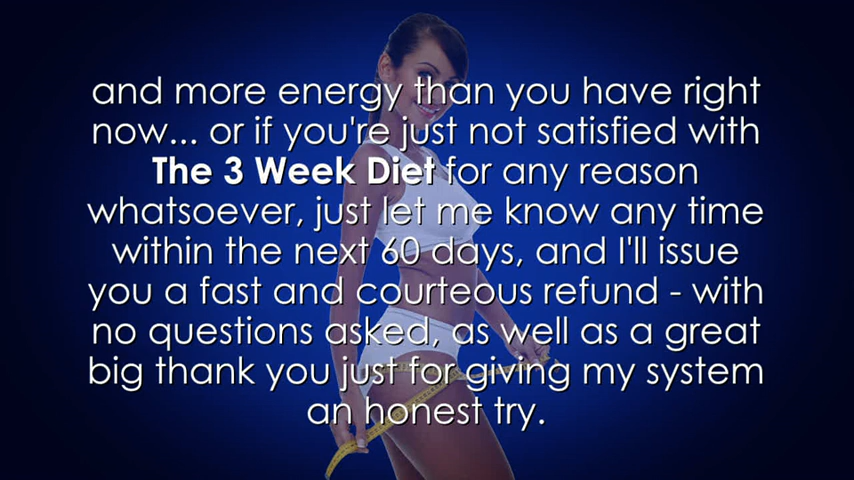 and more energy than you have right
now... or if you're just not satisfied with
The 3 Week Diet for any reason
whatsoever, just let me know any time
within the next 60 days, and I'll issue
you a fast and courteous refund - with
no questions asked, as well as a great
big thank you just for giving my system
an honest try.